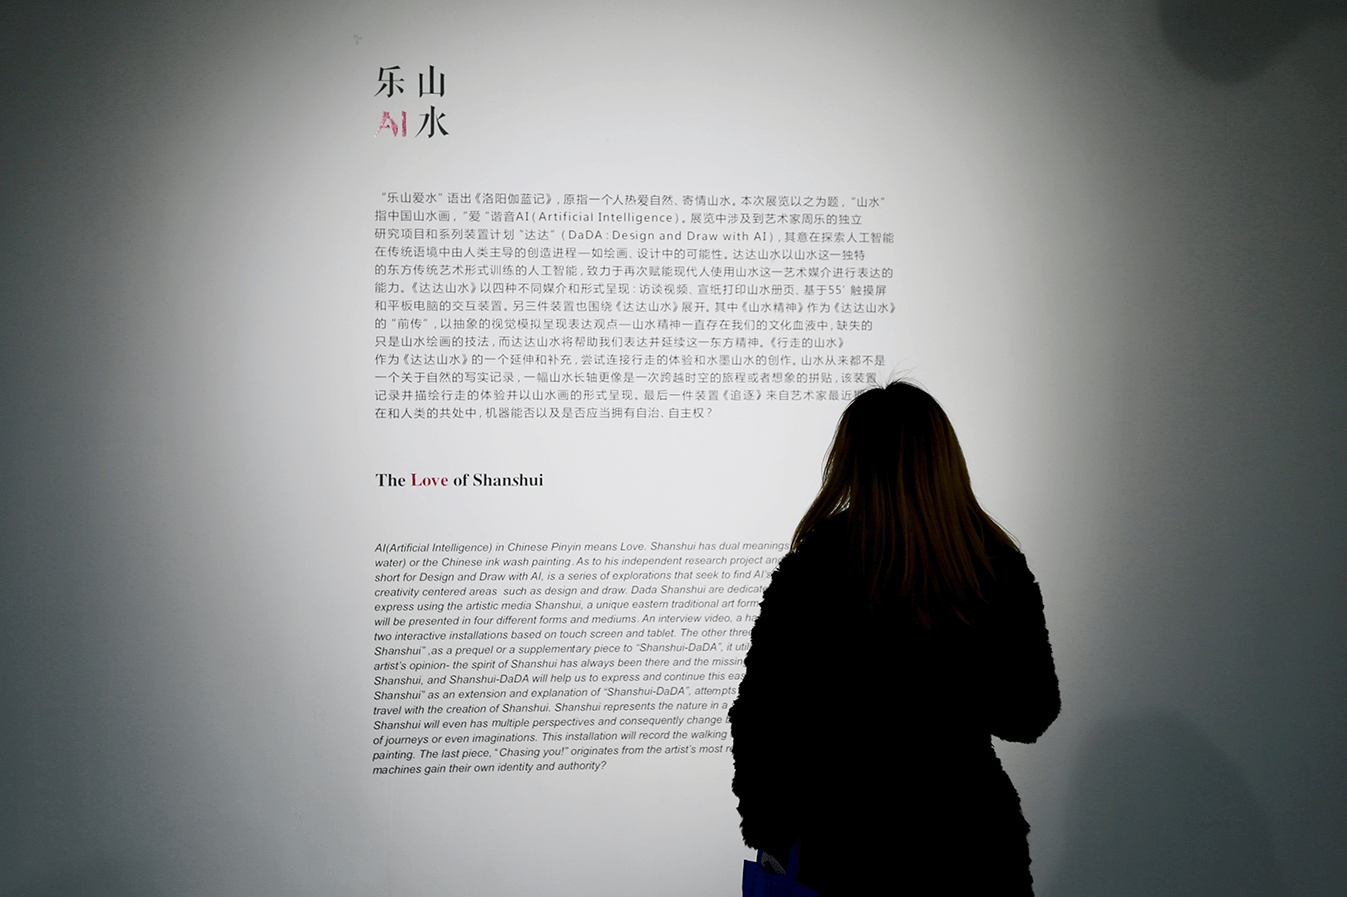 乐山
AI水
“乐山爱水”语出《洛阳伽蓝记》,原指一个人热爱自然、寄情山水。本次展览以之为题,“山水”
指中国山水画,“爱“谐音AI(Artificial Intelligence)。展览中涉及到艺术家周乐的独立
研究项目和系列装置计划“达达”(DaDA:Design and Draw with AI),其意在探索人工智能
在传统语境中由人类主导的创造进程—如绘画、设计中的可能性。达达山水以山水这一独特
的东方传统艺术形式训练的人工智能,致力于再次赋能现代人使用山水这一艺术媒介进行表达的
能力。《达达山水》以四种不同媒介和形式呈现:访谈视频、宣纸打印山水册页、基于55’触摸屏
和平板电脑的交互装置。另三件装置也围绕《达达山水》展开。其中《山水精神》作为《达达山水》
的“前传”,以抽象的视觉模拟呈现表达观点—山水精神一直存在我们的文化血液中,缺失的
只是山水绘画的技法,而达达山水将帮助我们表达并延续这一东方精神。《行走的山水》
作为《达达山水》的一个延伸和补充,尝试连接行走的体验和水墨山水的创作。山水从来都不是
一个关于自然的写实记录,一幅山水长轴更像是一次跨越时空的旅程或者想象的拼贴,该装置
记录并描绘行走的体验并以山水画的形式呈现。最后一件装置《追逐》来自艺术家最近
在和人类的共处中,机器能否以及是否应当拥有自治、自主权?
The Love of Shanshui
AI(Artificial Intelligence) in Chinese Pinyin means Love. Shanshui has dual meanings
water) or the Chinese ink wash painting. As to his independent research project and
short for Design and Draw with AI, is a series of explorations that seek to find AI's
creativity centered areas such as design and draw. Dada Shanshui are
express using the artistic media Shanshui, a unique eastern traditional art form
will be presented in four different forms and mediums. An interview video, a
two interactive installations based on touch screen and tablet. The other
Shanshui” ,as a prequel or a supplementary piece to “Shanshui-DaDA”, it
artist's opinion- the spirit of Shanshui has always been there and the missing
Shanshui, and Shanshui-DaDA will help us to express and continue this
Shanshui” as an extension and explanation of “Shanshui-DaDA”, attempts
travel with the creation of Shanshui. Shanshui represents the nature in a
Shanshui will even has multiple perspectives and consequently change
of journeys or even imaginations. This installation will record the walking
painting. The last piece, “Chasing you!” originates from the artist's most
machines gain their own identity and authority?